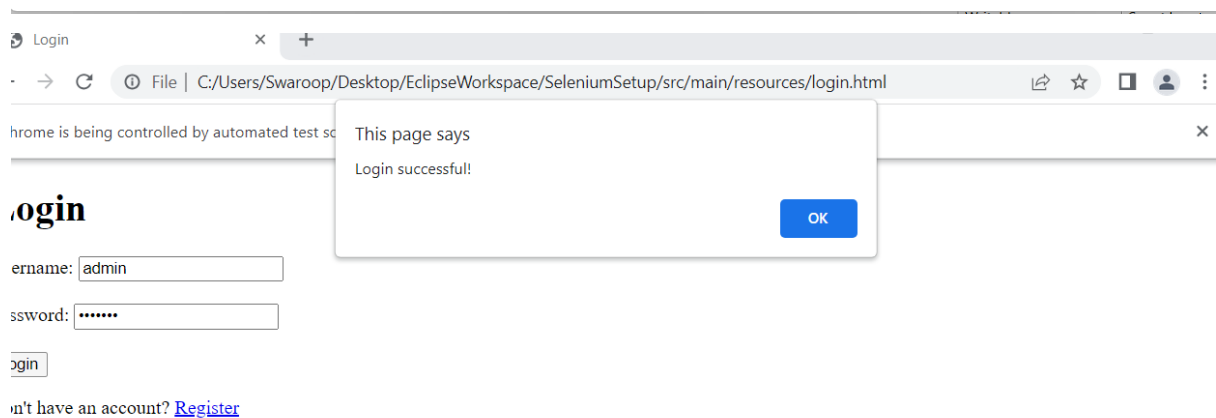 Login
File | C:/Users/Swaroop/Desktop/EclipseWorkspace/SeleniumSetup/src/main/resources/login.html
hrome is being controlled by automated test
This page says
Login successful!
OK
ogin
ername: admin
ssword: •••••••
ogin
n't have an account? Register